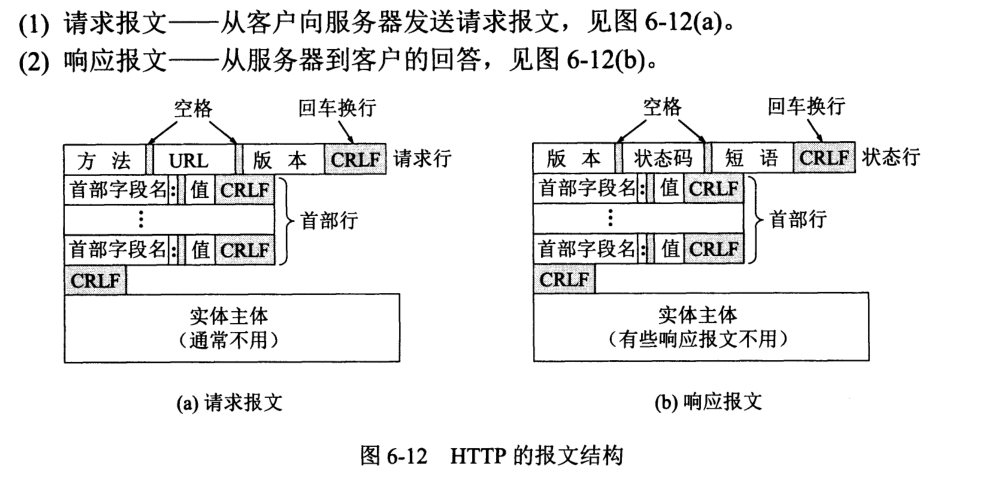 (1) 请求报文——从客户向服务器发送请求报文，见图 6-12(a)。
(2) 响应报文——从服务器到客户的回答，见图 6-12(b)。
空格 回车换行
方 法 URL 版 本 CRLF 请求行
首部字段名: 值 CRLF
⋮ 首部行
首部字段名: 值 CRLF
CRLF
实体主体
（通常不用）
(a) 请求报文
空格 回车换行
版 本 状态码 短 语 CRLF 状态行
首部字段名: 值 CRLF
⋮ 首部行
首部字段名: 值 CRLF
CRLF
实体主体
（有些响应报文不用）
(b) 响应报文
图 6-12 HTTP 的报文结构